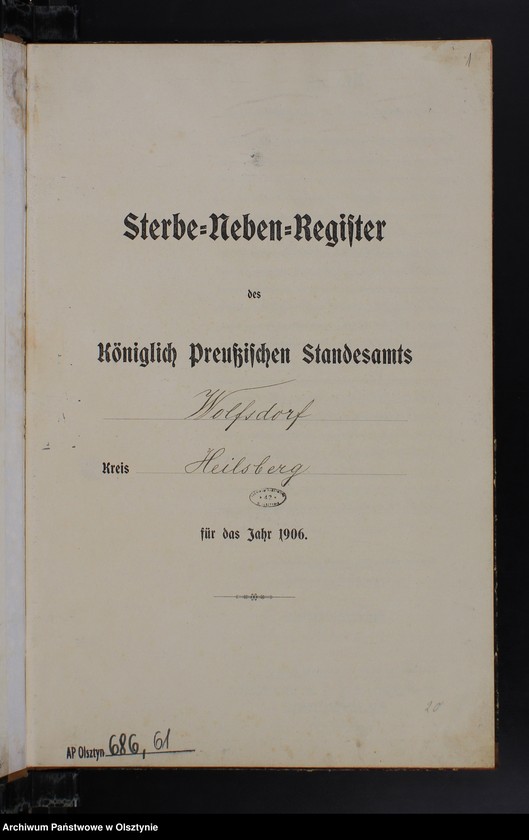 1
Sterbe=Neben=Register
des
Königlich Preußischen Standesamts
Wolfsdorf
Kreis Heilsberg
für das Jahr 1906.
20
AP Olsztyn 686, 61
Archiwum Państwowe w Olsztynie